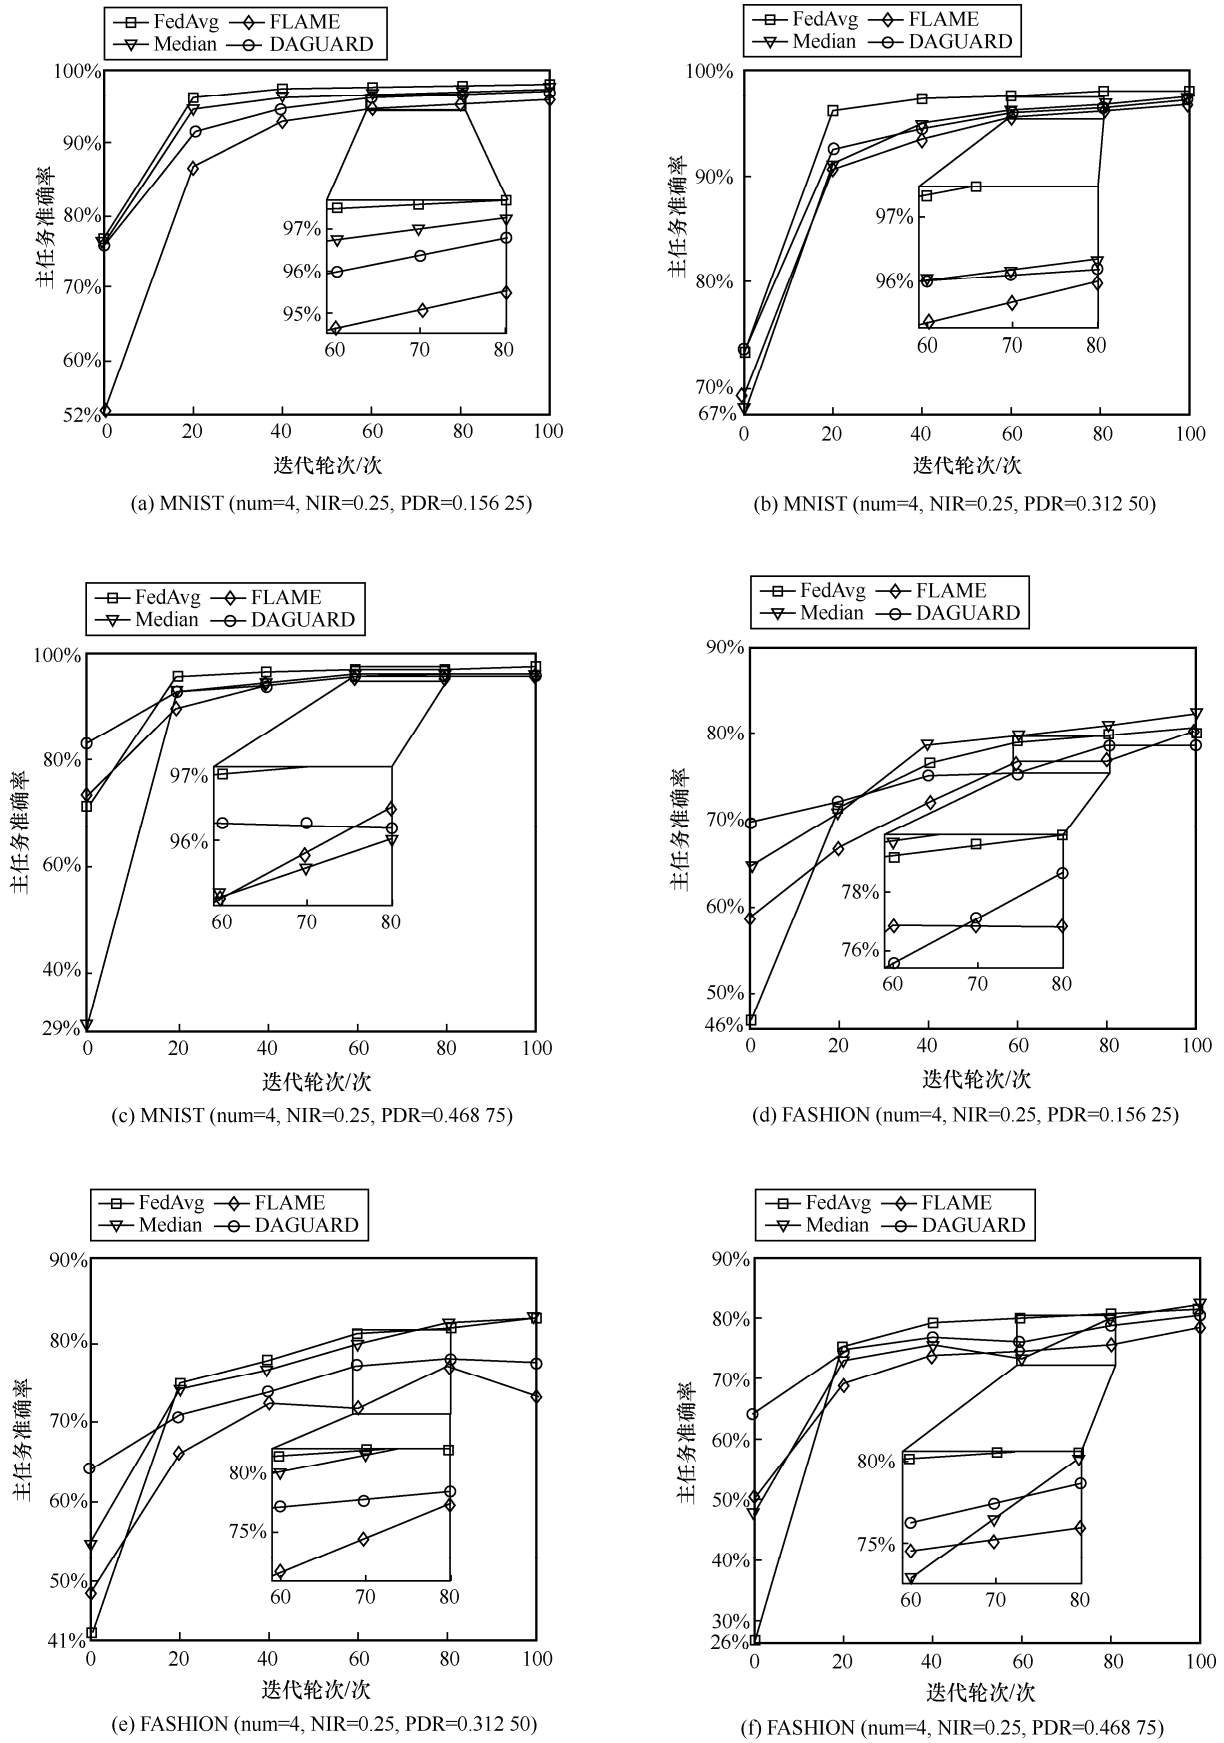 FedAvg FLAME
Median DAGUARD
100%
90%
80%
70%
60%
52%
主任务准确率
97%
96%
95%
60 70 80
0 20 40 60 80 100
迭代轮次/次
(a) MNIST (num=4, NIR=0.25, PDR=0.156 25)
FedAvg FLAME
Median DAGUARD
100%
90%
80%
70%
67%
主任务准确率
97%
96%
60 70 80
0 20 40 60 80 100
迭代轮次/次
(b) MNIST (num=4, NIR=0.25, PDR=0.312 50)
FedAvg FLAME
Median DAGUARD
100%
80%
60%
40%
29%
主任务准确率
97%
96%
60 70 80
0 20 40 60 80 100
迭代轮次/次
(c) MNIST (num=4, NIR=0.25, PDR=0.468 75)
FedAvg FLAME
Median DAGUARD
90%
80%
70%
60%
50%
46%
主任务准确率
78%
76%
60 70 80
0 20 40 60 80 100
迭代轮次/次
(d) FASHION (num=4, NIR=0.25, PDR=0.156 25)
FedAvg FLAME
Median DAGUARD
90%
80%
70%
60%
50%
41%
主任务准确率
80%
75%
60 70 80
0 20 40 60 80 100
迭代轮次/次
(e) FASHION (num=4, NIR=0.25, PDR=0.312 50)
FedAvg FLAME
Median DAGUARD
90%
80%
70%
60%
50%
40%
30%
26%
主任务准确率
80%
75%
60 70 80
0 20 40 60 80 100
迭代轮次/次
(f) FASHION (num=4, NIR=0.25, PDR=0.468 75)